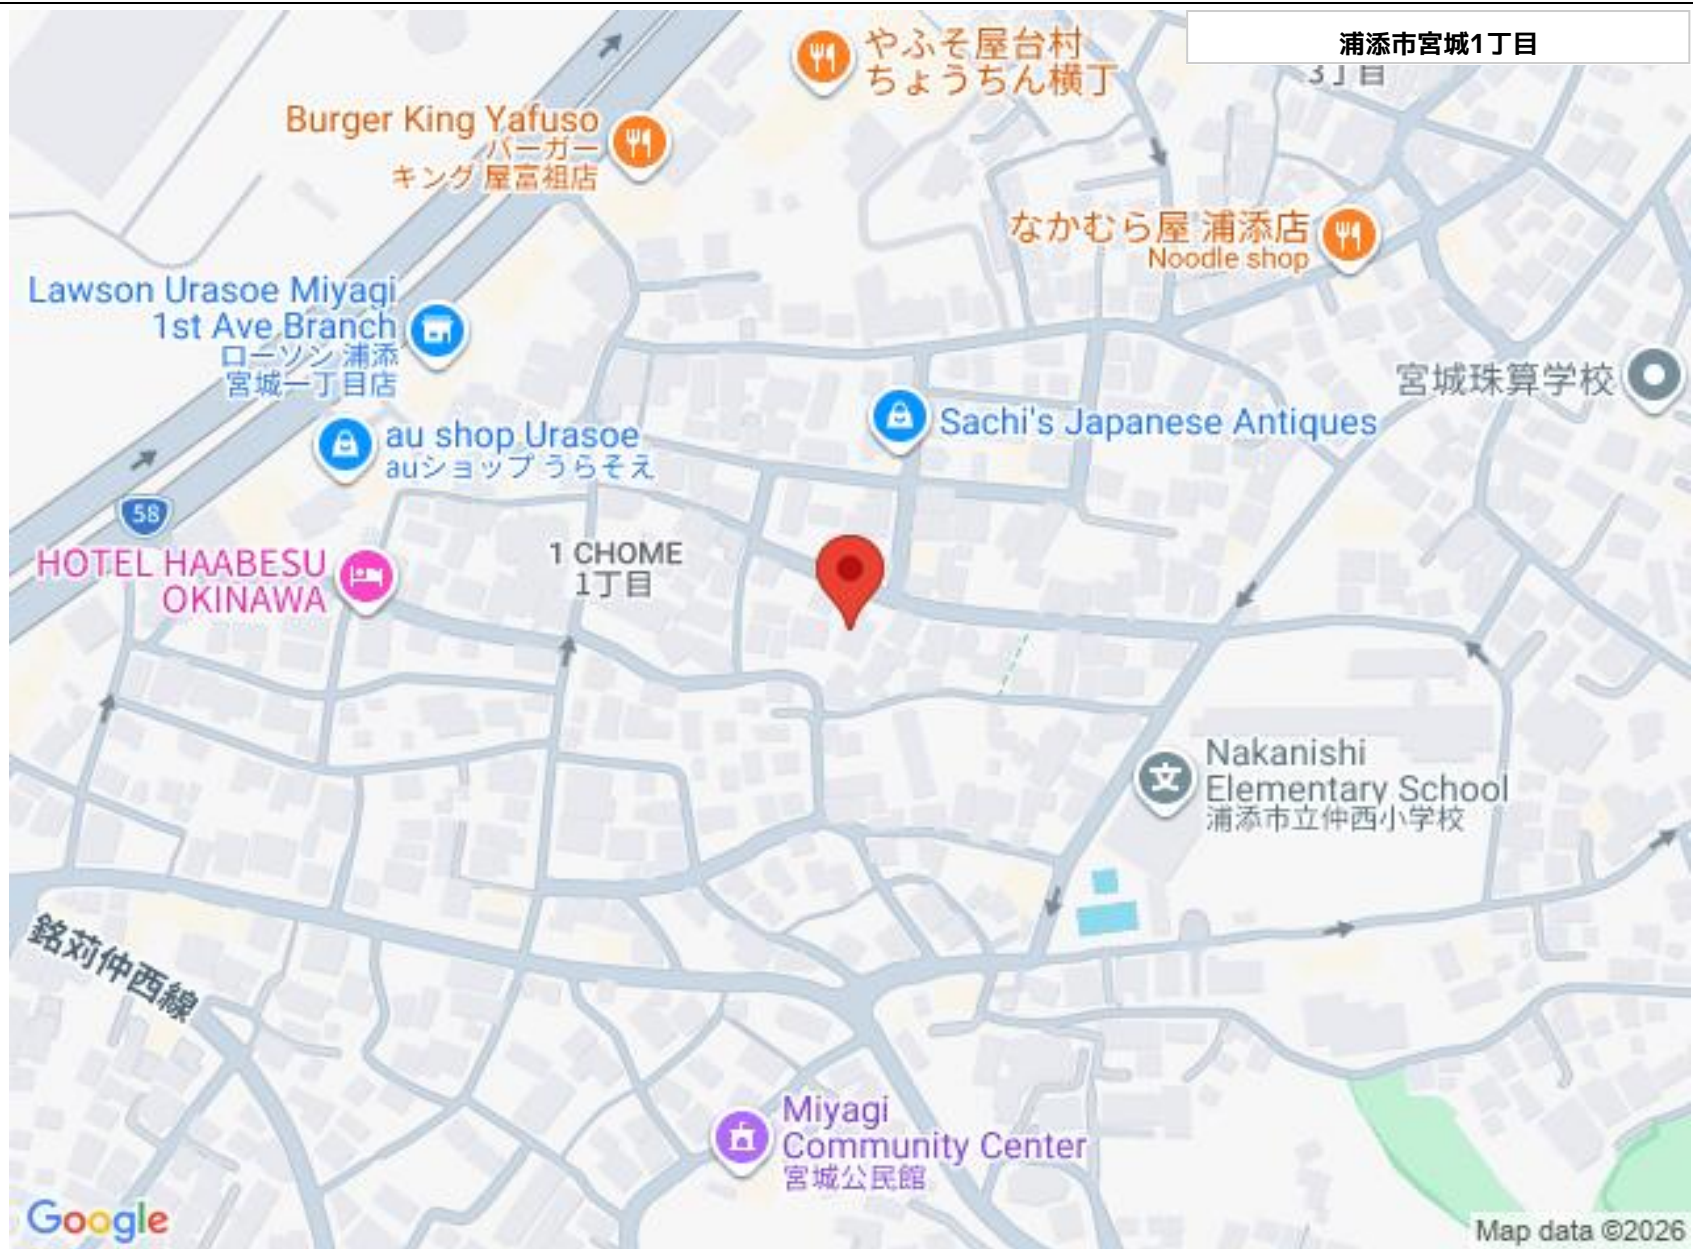 浦添市宮城1丁目
3丁目
やふそ屋台村
ちょうちん横丁
Burger King Yafuso
バーガー
キング 屋富祖店
なかむら屋 浦添店
Noodle shop
Lawson Urasoe Miyagi
1st Ave Branch
ローソン 浦添
宮城一丁目店
宮城珠算学校
Sachi's Japanese Antiques
au shop Urasoe
auショップ うらそえ
58
HOTEL HAABESU
OKINAWA
1 CHOME
1丁目
Nakanishi
Elementary School
浦添市立仲西小学校
文
銘苅仲西線
Miyagi
Community Center
宮城公民館
Google
Map data ©2026